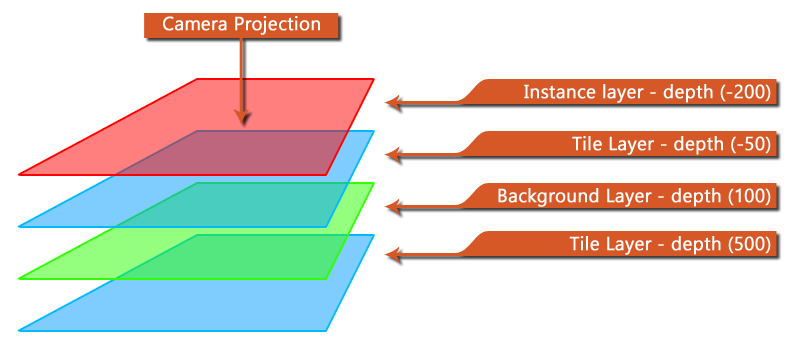 Camera Projection
Instance layer - depth (-200)
Tile Layer - depth (-50)
Background Layer - depth (100)
Tile Layer - depth (500)